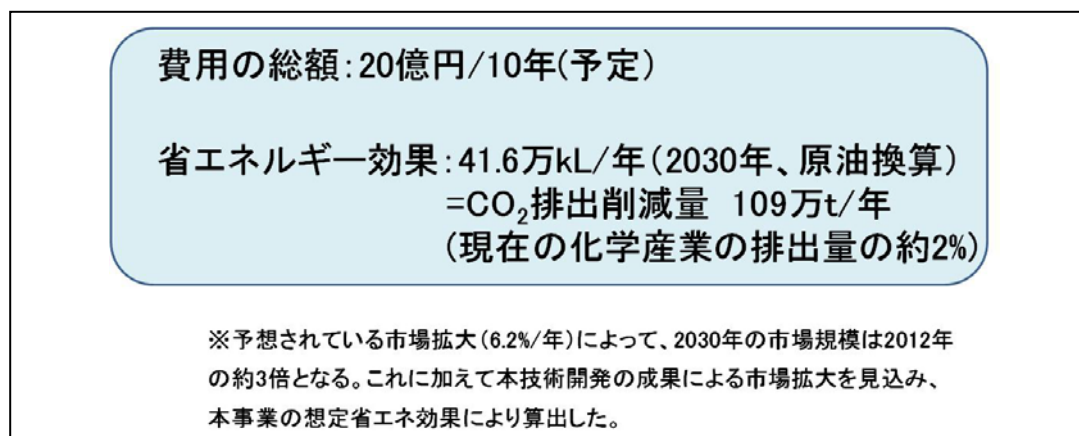 費用の総額:20億円/10年(予定)
省エネルギー効果:41.6万kL/年(2030年、原油換算)
=CO₂排出削減量 109万t/年
(現在の化学産業の排出量の約2%)
※予想されている市場拡大(6.2%/年)によって、2030年の市場規模は2012年
の約3倍となる。これに加えて本技術開発の成果による市場拡大を見込み、
本事業の想定省エネ効果により算出した。